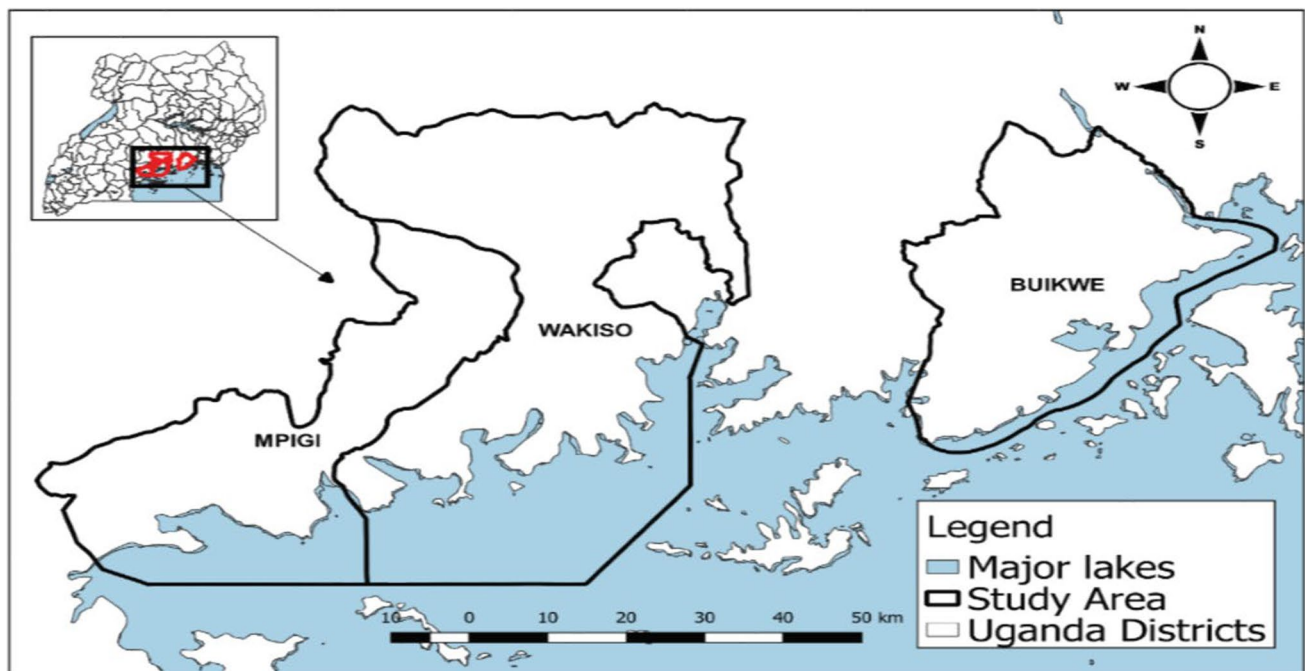 N
W E
S
BUIKWE
WAKISO
MPIGI
Legend
Major lakes
Study Area
Uganda Districts
10 0 10 20 30 40 50 km